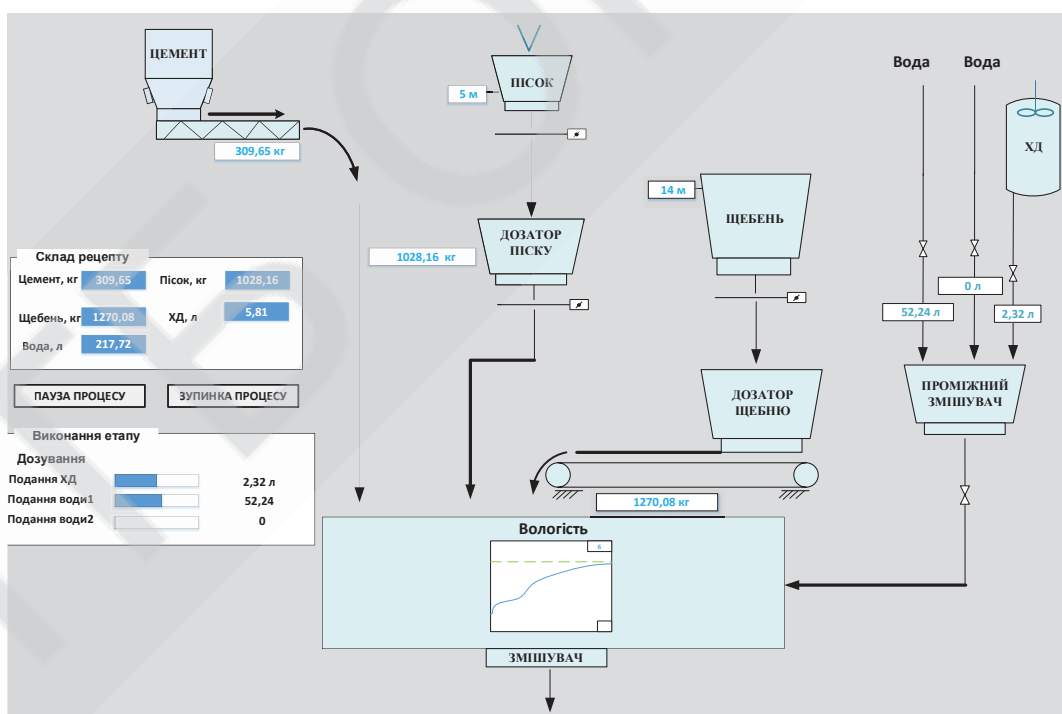 ЦЕМЕНТ
309,65 кг
ПІСОК
5 м
Вода
Вода
ХД
14 м
ЩЕБЕНЬ
ДОЗАТОР
ПІСКУ
1028,16 кг
Склад рецепту
Цемент, кг 309,65 Пісок, кг 1028,16
Щебень, кг 1270,08 ХД, л 5,81
Вода, л 217,72
0 л
52,24 л
2,32 л
ПАУЗА ПРОЦЕСУ
ЗУПИНКА ПРОЦЕСУ
ДОЗАТОР
ЩЕБНЮ
ПРОМІЖНИЙ
ЗМІШУВАЧ
Виконання етапу
Дозування
Подання ХД 2,32 л
Подання води1 52,24
Подання води2 0
1270,08 кг
Вологість
6
ЗМІШУВАЧ